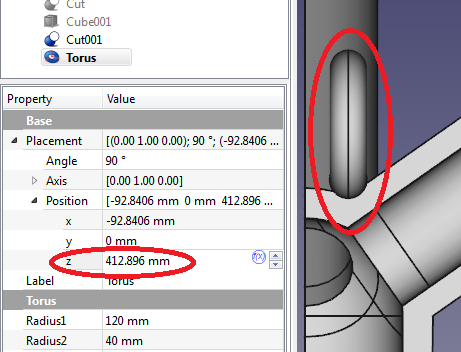 Cut
Cube001
Cut001
Torus
Property Value
Base
Placement [(0.00 1.00 0.00); 90 °; (-92.8406 ...
Angle 90 °
Axis [0.00 1.00 0.00]
Position [-92.8406 mm 0 mm 412.896 ...
x -92.8406 mm
y 0 mm
z 412.896 mm f(x)
Label Torus
Torus
Radius1 120 mm
Radius2 40 mm